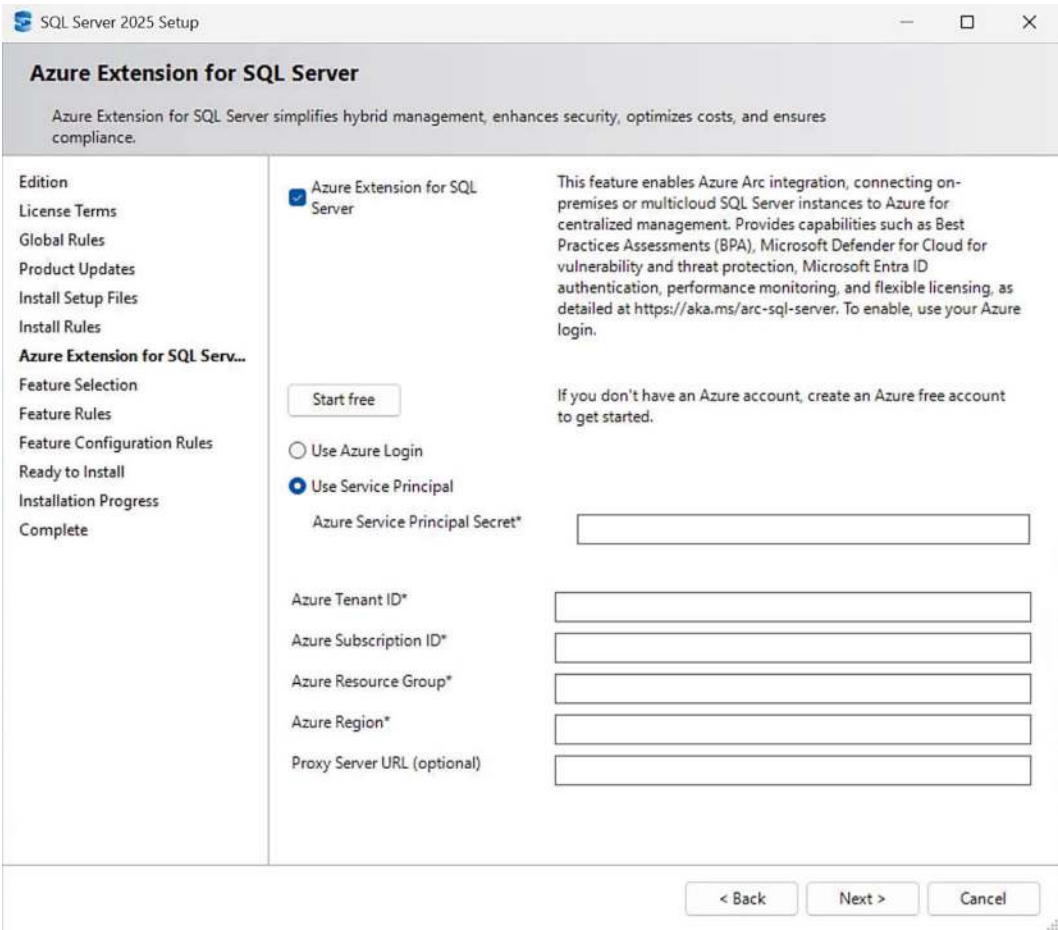 SQL Server 2025 Setup
Azure Extension for SQL Server
Azure Extension for SQL Server simplifies hybrid management, enhances security, optimizes costs, and ensures
compliance.
Edition
License Terms
Global Rules
Product Updates
Install Setup Files
Install Rules
Azure Extension for SQL Serv...
Feature Selection
Feature Rules
Feature Configuration Rules
Ready to Install
Installation Progress
Complete
Azure Extension for SQL
Server
This feature enables Azure Arc integration, connecting on-
premises or multicloud SQL Server instances to Azure for
centralized management. Provides capabilities such as Best
Practices Assessments (BPA), Microsoft Defender for Cloud for
vulnerability and threat protection, Microsoft Entra ID
authentication, performance monitoring, and flexible licensing, as
detailed at https://aka.ms/arc-sql-server. To enable, use your Azure
login.
Start free
If you don't have an Azure account, create an Azure free account
to get started.
Use Azure Login
Use Service Principal
Azure Service Principal Secret*
Azure Tenant ID*
Azure Subscription ID*
Azure Resource Group*
Azure Region*
Proxy Server URL (optional)
< Back
Next >
Cancel